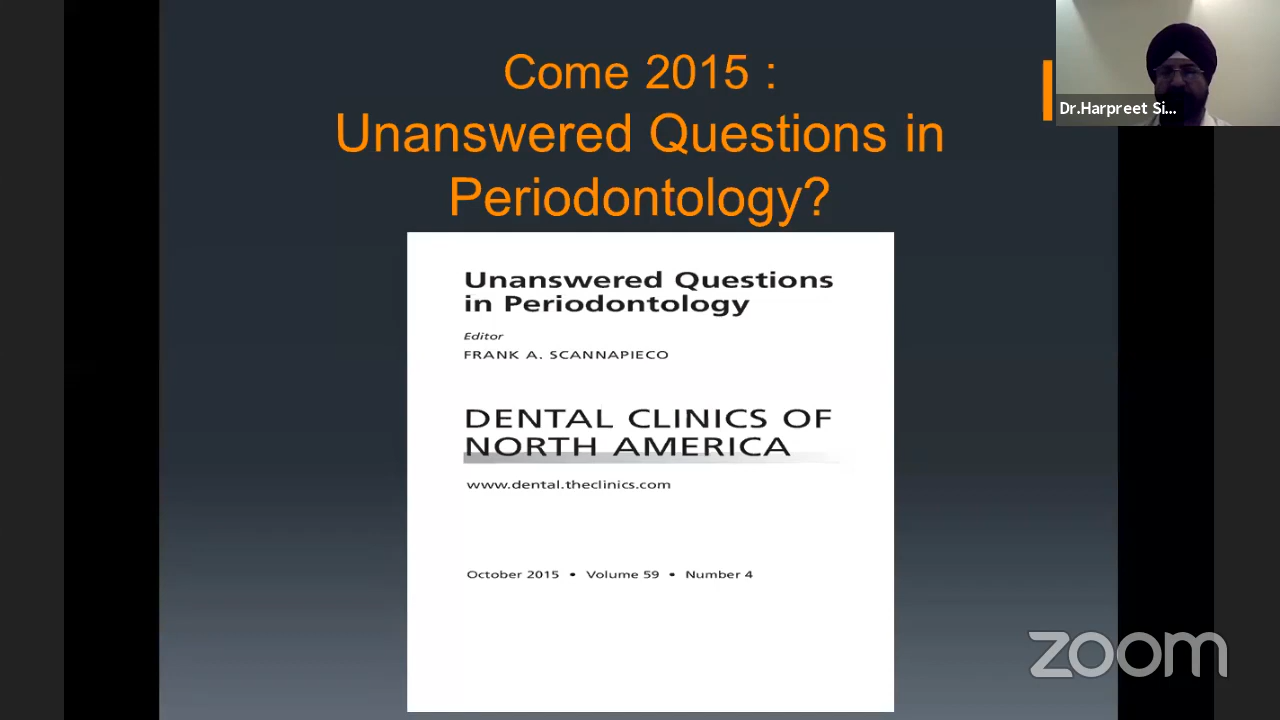 Come 2015 :
Unanswered Questions in
Periodontology?
Dr.Harpreet Si...
Unanswered Questions
in Periodontology
Editor
FRANK A. SCANNAPIECO
DENTAL CLINICS OF
NORTH AMERICA
www.dental.theclinics.com
October 2015 • Volume 59 • Number 4
zoom